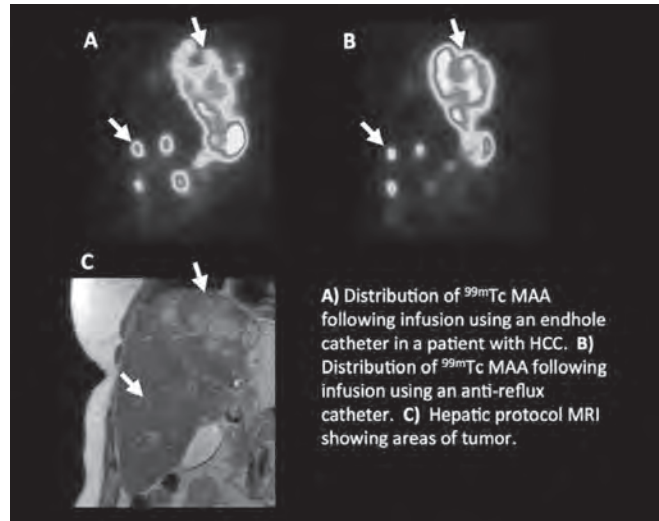 A
B
C
A) Distribution of ⁹⁹ᵐTc MAA
following infusion using an endhole
catheter in a patient with HCC. B)
Distribution of ⁹⁹ᵐTc MAA following
infusion using an anti-reflux
catheter. C) Hepatic protocol MRI
showing areas of tumor.